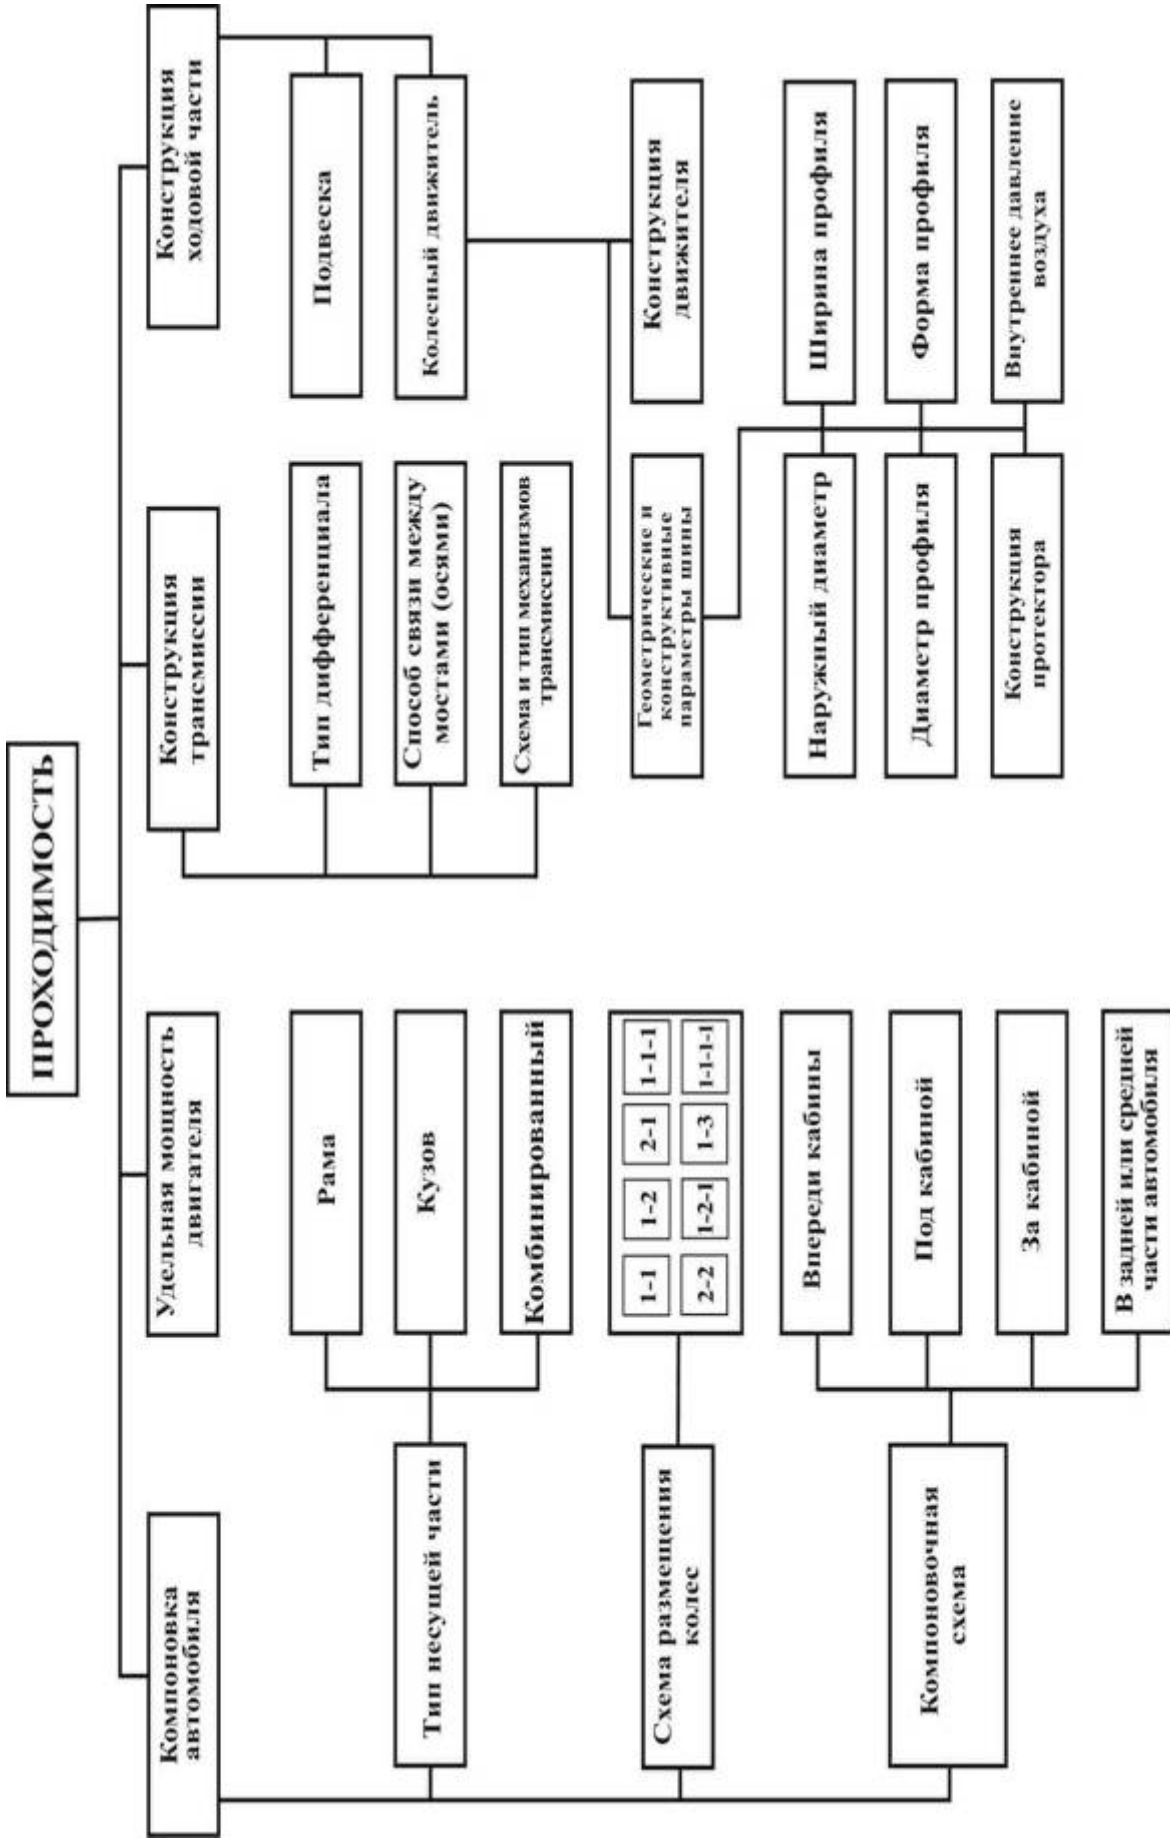 ПРОХОДИМОСТЬ
Компоновка
автомобиля
Удельная мощность
двигателя
Конструкция
трансмиссии
Конструкция
ходовой части
Тип несущей части
Рама
Кузов
Комбинированный
Схема размещения
колес
1-1
1-2
2-1
1-1-1
2-2
1-2-1
1-3
1-1-1-1
Компоновочная
схема
Впереди кабины
Под кабиной
За кабиной
В задней или средней
части автомобиля
Тип дифференциала
Способ связи между
мостами (осями)
Схема и тип механизмов
трансмиссии
Подвеска
Колесный движитель
Геометрические и
конструктивные
параметры шины
Конструкция
движителя
Наружный диаметр
Ширина профиля
Диаметр профиля
Форма профиля
Конструкция
протектора
Внутреннее давление
воздуха